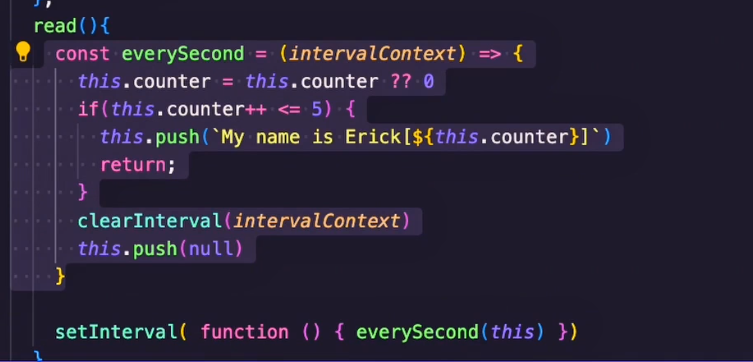 },
read(){
const everySecond = (intervalContext) => {
this.counter = this.counter ?? 0
if(this.counter++ <= 5) {
this.push(`My name is Erick[${this.counter}]`)
return;
}
clearInterval(intervalContext)
this.push(null)
}
setInterval( function () { everySecond(this) })
}